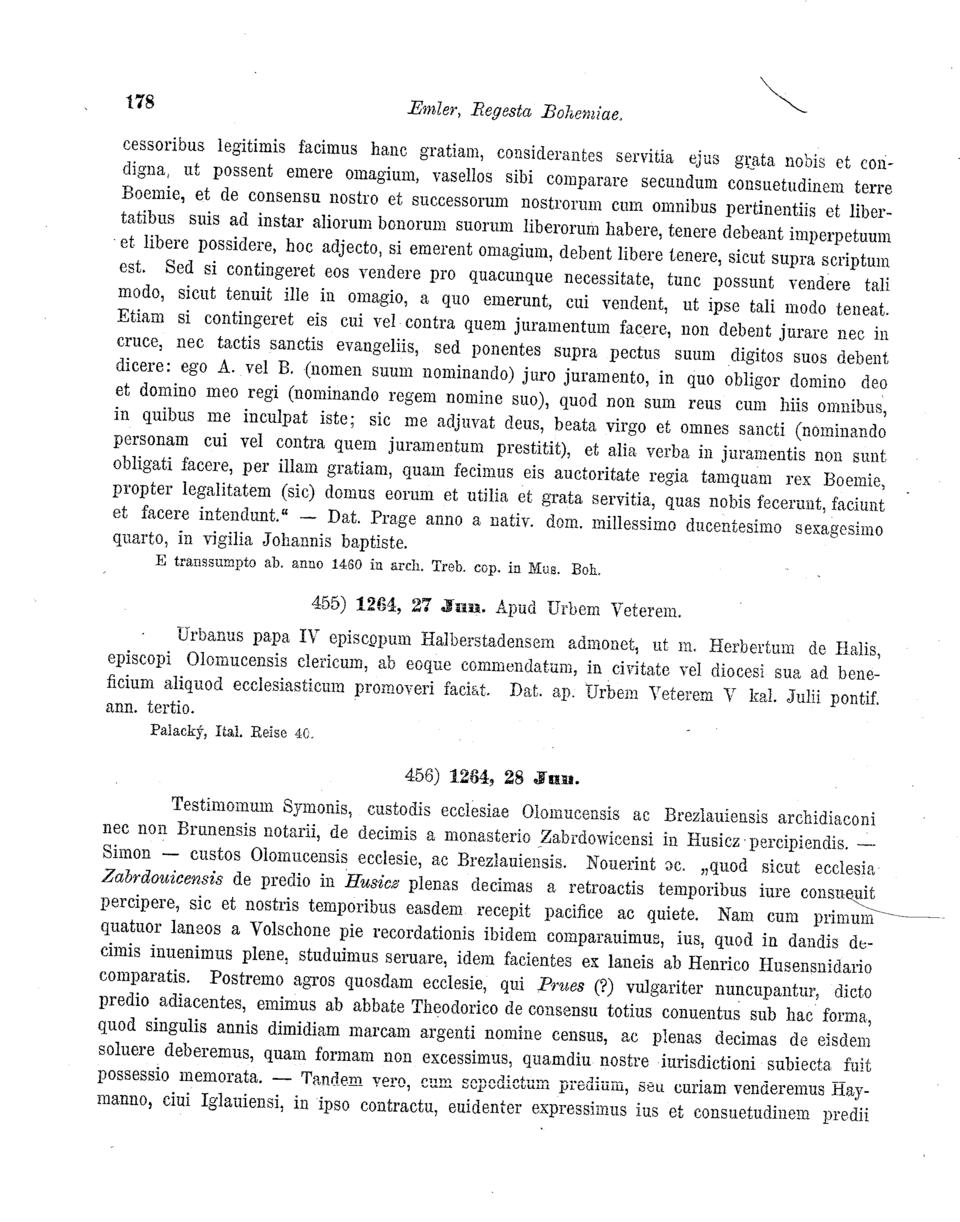 178
Emler, Regesta Bohemiae.
cessoribus legitimis facimus hanc gratiam, considerantes servitia ejus grata nobis et con-
digna, ut possent emere omagium, vasellos sibi comparare secundum consuetudinem terre
Boemie, et de consensu nostro et successorum nostrorum cum omnibus pertinentiis et liber-
tatibus suis ad instar aliorum bonorum suorum liberorum habere, tenere debeant imperpetuum
et libere possidere, hoc adjecto, si emerent omagium, debent libere tenere, sicut supra scriptum
est. Sed si contingeret eos vendere pro quacunque necessitate, tunc possunt vendere tali
modo, sicut tenuit ille in omagio, a quo emerunt, cui vendent, ut ipse tali modo teneat.
Etiam si contingeret eis cui vel contra quem juramentum facere, non debent jurare nec in
cruce, nec tactis sanctis evangeliis, sed ponentes supra pectus suum digitos suos debent
dicere: ego A. vel B. (nomen suum nominando) juro juramento, in quo obligor domino deo
et domino meo regi (nominando regem nomine suo), quod non sum reus cum hiis omnibus,
in quibus me inculpat iste; sic me adjuvat deus, beata virgo et omnes sancti (nominando
personam cui vel contra quem juramentum prestitit), et alia verba in juramentis non sunt
obligati facere, per illam gratiam, quam fecimus eis auctoritate regia tamquam rex Boemie,
propter legalitatem (sic) domus eorum et utilia et grata servitia, quas nobis fecerunt, faciunt
et facere intendunt.“ — Dat. Prage anno a nativ. dom. millessimo ducentesimo sexagesimo
quarto, in vigilia Johannis baptiste.
E transsumpto ab. anno 1460 in arch. Treb. cop. in Mus. Boh.
455) 1264, 27 Jun. Apud Urbem Veterem.
Urbanus papa IV episcopum Halberstadensem admonet, ut m. Herbertum de Halis,
episcopi Olomucensis clericum, ab eoque commendatum, in civitate vel diocesi sua ad bene-
ficium aliquod ecclesiasticum promoveri faciat. Dat. ap. Urbem Veterem V kal. Julii pontif.
ann. tertio.
Palacký, Ital. Reise 40.
456) 1264, 28 Jun.
Testimomum Symonis, custodis ecclesiae Olomucensis ac Brezlauiensis archidiaconi
nec non Brunensis notarii, de decimis a monasterio Zabrdowicensi in Husicz percipiendis. —
Simon — custos Olomucensis ecclesie, ac Brezlauiensis. Nouerint ɔc. „quod sicut ecclesia
Zabrdouicensis de predio in Husicz plenas decimas a retroactis temporibus iure consueuit
percipere, sic et nostris temporibus easdem recepit pacifice ac quiete. Nam cum primum
quatuor laneos a Volschone pie recordationis ibidem comparauimus, ius, quod in dandis de-
cimis inuenimus plene, studuimus seruare, idem facientes ex laneis ab Henrico Husensnidario
comparatis. Postremo agros quosdam ecclesie, qui Prues (?) vulgariter nuncupantur, dicto
predio adiacentes, emimus ab abbate Theodorico de consensu totius conuentus sub hac forma,
quod singulis annis dimidiam marcam argenti nomine census, ac plenas decimas de eisdem
soluere deberemus, quam formam non excessimus, quamdiu nostre iurisdictioni subiecta fuit
possessio memorata. — Tandem vero, cum sepedictum predium, seu curiam venderemus Hay-
manno, ciui Iglauiensi, in ipso contractu, euidenter expressimus ius et consuetudinem predii